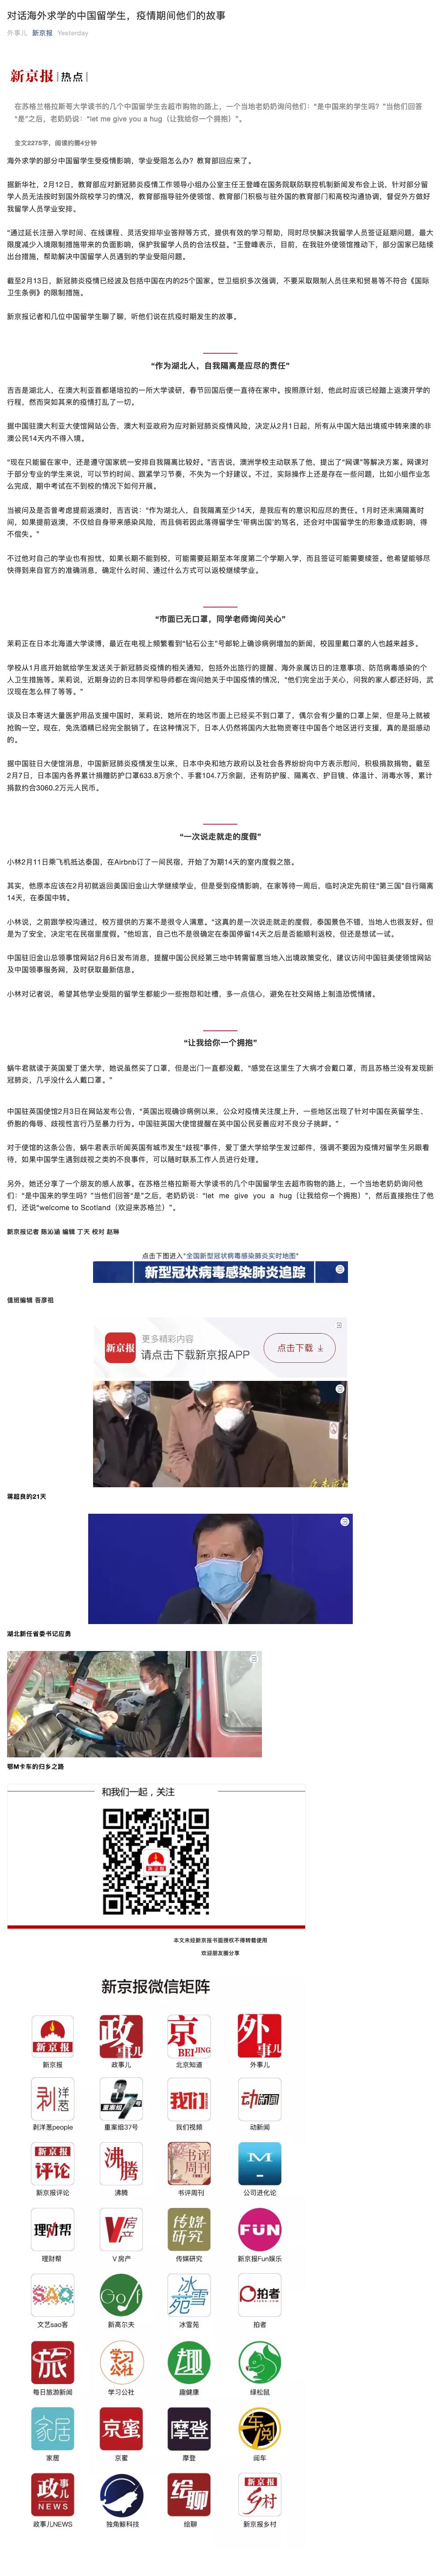 对话海外求学的中国留学生，疫情期间他们的故事
外事儿 新京报 Yesterday
新京报 | 热点 |
在苏格兰格拉斯哥大学读书的几个中国留学生去超市购物的路上，一个当地老奶奶询问他们：“是中国来的学生吗？”当他们回答
“是”之后，老奶奶说：“let me give you a hug（让我给你一个拥抱）”。
全文2275字，阅读约需4分钟
海外求学的部分中国留学生受疫情影响，学业受阻怎么办？教育部回应来了。
据新华社，2月12日，教育部应对新冠肺炎疫情工作领导小组办公室主任王登峰在国务院联防联控机制新闻发布会上说，针对部分留
学人员无法按时到国外院校学习的情况，教育部指导驻外使领馆、教育部门积极与驻外国的教育部门和高校沟通协调，督促外方做好
我留学人员学业安排。
“通过延长注册入学时间、在线课程、灵活安排毕业答辩等方式，提供有效的学习帮助，同时尽快解决我留学人员签证延期问题，最大
限度减少入境限制措施带来的负面影响，保护我留学人员的合法权益。”王登峰表示，目前，在我驻外使领馆推动下，部分国家已陆续
出台措施，帮助解决中国留学人员遇到的学业受阻问题。
截至2月13日，新冠肺炎疫情已经波及包括中国在内的25个国家。世卫组织多次强调，不要采取限制人员往来和贸易等不符合《国际
卫生条例》的限制措施。
新京报记者和几位中国留学生聊了聊，听他们说在抗疫时期发生的故事。
“作为湖北人，自我隔离是应尽的责任”
吉吉是湖北人，在澳大利亚首都堪培拉的一所大学读研，春节回国后便一直待在家中。按照原计划，他此时应该已经踏上返澳开学的
行程，然而突如其来的疫情打乱了一切。
据中国驻澳大利亚大使馆网站公告，澳大利亚政府为应对新冠肺炎疫情风险，决定从2月1日起，所有从中国大陆出境或中转来澳的非
澳公民14天内不得入境。
“现在只能留在家中，还是遵守国家统一安排自我隔离比较好。”吉吉说，澳洲学校主动联系了他，提出了“网课”等解决方案。网课对
于部分专业的学生来说，可以节约时间、跟紧学习节奏，不失为一个好建议。不过，实际操作上还是存在一些问题，比如小组作业怎
么完成，期中考试在不到校的情况下如何开展。
当被问及是否曾考虑提前返澳时，吉吉说：“作为湖北人，自我隔离至少14天，是我应有的意识和应尽的责任。1月时还未满隔离时
间，如果提前返澳，不仅给自身带来感染风险，而且倘若因此落得留学生‘带病出国’的骂名，还会对中国留学生的形象造成影响，得
不偿失。”
不过他对自己的学业也有担忧，如果长期不能到校，可能需要延期至本年度第二个学期入学，而且签证可能需要续签。他希望能够尽
快得到来自官方的准确消息，确定什么时间、通过什么方式可以返校继续学业。
“市面已无口罩，同学老师询问关心”
茉莉正在日本北海道大学读博，最近在电视上频繁看到“钻石公主”号邮轮上确诊病例增加的新闻，校园里戴口罩的人也越来越多。
学校从1月底开始就给学生发送关于新冠肺炎疫情的相关通知，包括外出旅行的提醒、海外亲属访日的注意事项、防范病毒感染的个
人卫生措施等。茉莉说，近期身边的日本同学和导师都在询问她关于中国疫情的情况，“他们完全出于关心，问我的家人都还好吗，武
汉现在怎么样了等等。”
谈及日本寄送大量医护用品支援中国时，茉莉说，她所在的地区市面上已经买不到口罩了，偶尔会有少量的口罩上架，但是马上就被
抢购一空。现在，免洗酒精已经完全脱销了。在这种情况下，日本人仍然将国内大批物资寄往中国各个地区进行支援，真的是挺感动
的。
据中国驻日大使馆消息，中国新冠肺炎疫情发生以来，日本中央和地方政府以及社会各界纷纷向中方表示慰问，积极捐款捐物。截至
2月7日，日本国内各界累计捐赠防护口罩633.8万余个、手套104.7万余副，还有防护服、隔离衣、护目镜、体温计、消毒水等，累计
捐款约合3060.2万元人民币。
“一次说走就走的度假”
小林2月11日乘飞机抵达泰国，在Airbnb订了一间民宿，开始了为期14天的室内度假之旅。
其实，他原本应该在2月初就返回美国旧金山大学继续学业，但是受到疫情影响，在家等待一周后，临时决定先前往“第三国”自行隔离
14天，在泰国中转。
小林说，之前跟学校沟通过，校方提供的方案不是很令人满意。“这真的是一次说走就走的度假，泰国景色不错，当地人也很友好。但
是为了安全，决定宅在民宿里度假。”他坦言，自己也不是很确定在泰国停留14天之后是否能顺利返校，但还是想试一试。
中国驻旧金山总领事馆网站2月6日发布消息，提醒中国公民经第三地中转需留意当地入出境政策变化，建议访问中国驻美使领馆网站
及中国领事服务网，及时获取最新信息。
小林对记者说，希望其他学业受阻的留学生都能少一些抱怨和吐槽，多一点信心，避免在社交网络上制造恐慌情绪。
“让我给你一个拥抱”
蜗牛君就读于英国爱丁堡大学，她说虽然买了口罩，但是出门一直都没戴，“感觉在这里生了大病才会戴口罩，而且苏格兰没有发现新
冠肺炎，几乎没什么人戴口罩。”
中国驻英国使馆2月3日在网站发布公告，“英国出现确诊病例以来，公众对疫情关注度上升，一些地区出现了针对中国在英留学生、
侨胞的侮辱、歧视性言行乃至暴力行为。中国驻英国大使馆提醒在英中国公民妥善应对不良分子挑衅。”
对于使馆的这条公告，蜗牛君表示听闻英国有城市发生“歧视”事件，爱丁堡大学给学生发过邮件，强调不要因为疫情对留学生另眼看
待，如果中国学生遇到歧视之类的不良事件，可以随时联系工作人员进行处理。
另外，她还分享了一个朋友的感人故事。在苏格兰格拉斯哥大学读书的几个中国留学生去超市购物的路上，一个当地老奶奶询问他
们：“是中国来的学生吗？”当他们回答“是”之后，老奶奶说：“let me give you a hug（让我给你一个拥抱）”，然后直接抱住了他
们，还说“welcome to Scotland（欢迎来苏格兰）”。
新京报记者 陈沁涵 编辑 丁天 校对 赵琳
点击下图进入“全国新型冠状病毒感染肺炎实时地图”
新型冠状病毒感染肺炎追踪
值班编辑 吾彦祖
更多精彩内容
新京报 请点击下载新京报APP 点击下载
蒋超良的21天
湖北新任省委书记应勇
鄂M卡车的归乡之路
和我们一起，关注
新京报
本文未经新京报书面授权不得转载使用
欢迎朋友圈分享
新京报微信矩阵
新京报 政事儿 京 BEIJING 外事儿
新京报 政事儿 北京知道 外事儿
剥洋葱 重案组37号 我们 动新闻
剥洋葱people 重案组37号 我们视频 动新闻
新京报评论 沸腾 书评周刊 M
新京报评论 沸腾 书评周刊 公司进化论
理财帮 V房产 传媒研究 FUN
理财帮 V房产 传媒研究 新京报Fun娱乐
SAO Golf 冰雪苑 拍者
文艺sao客 新高尔夫 冰雪苑 拍者
旅 学习公社 趣
每日旅游新闻 学习公社 趣健康 绿松鼠
家居 京蜜 摩登 车阅
家居 京蜜 摩登 阅车
政事儿NEWS 绘聊 新京报乡村
政事儿NEWS 独角鲸科技 绘聊 新京报乡村